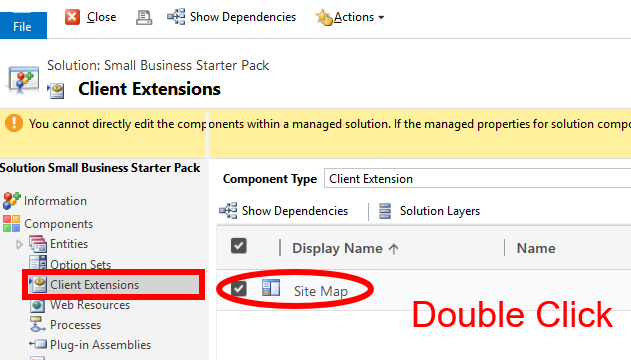 File
Close
Show Dependencies
Actions
Solution: Small Business Starter Pack
Client Extensions
You cannot directly edit the components within a managed solution. If the managed properties for solution compo
Solution Small Business Starter Pack
Information
Components
Entities
Option Sets
Client Extensions
Web Resources
Processes
Plug-in Assemblies
Component Type Client Extension
Show Dependencies Solution Layers
Display Name Name
Site Map
Double Click